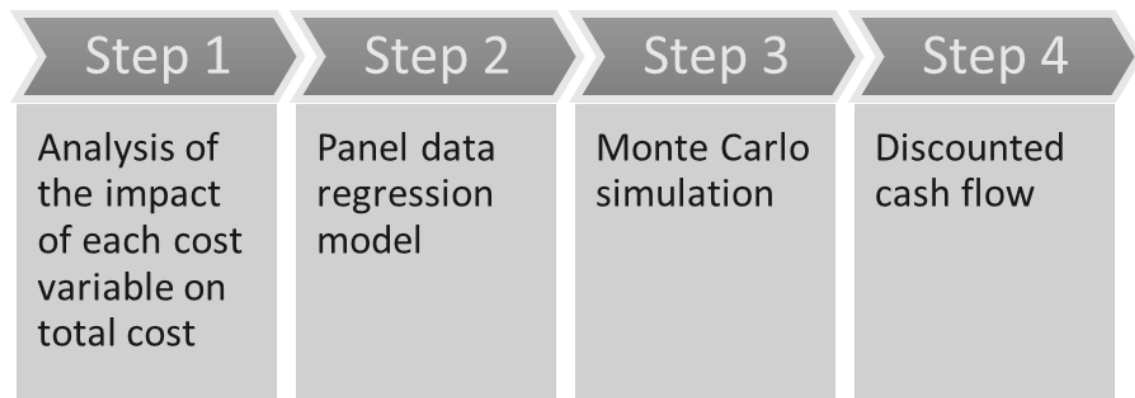 Step 1
Analysis of
the impact
of each cost
variable on
total cost
Step 2
Panel data
regression
model
Step 3
Monte Carlo
simulation
Step 4
Discounted
cash flow